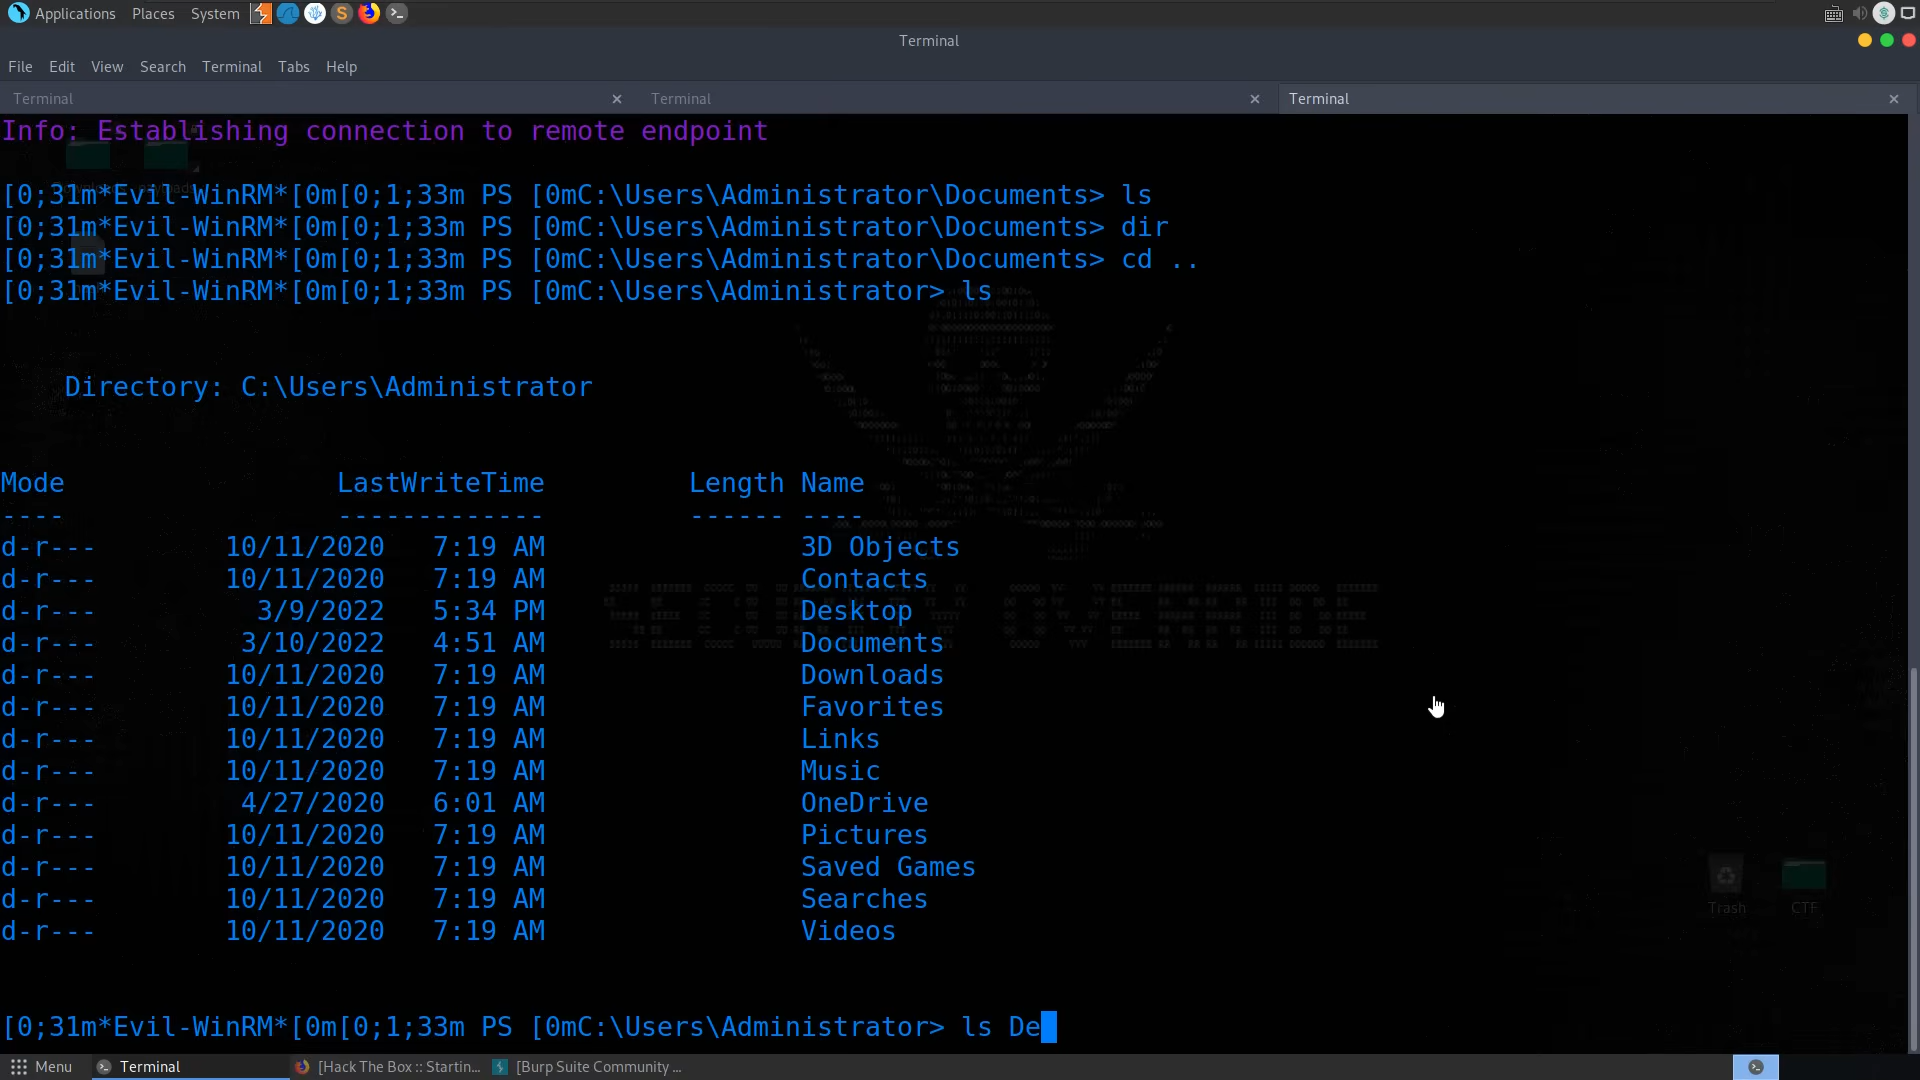 Applications Places System
Terminal
File Edit View Search Terminal Tabs Help
Terminal × Terminal × Terminal ×
Info: Establishing connection to remote endpoint
[0;31m*Evil-WinRM*[0m[0;1;33m PS [0mC:\Users\Administrator\Documents> ls
[0;31m*Evil-WinRM*[0m[0;1;33m PS [0mC:\Users\Administrator\Documents> dir
[0;31m*Evil-WinRM*[0m[0;1;33m PS [0mC:\Users\Administrator\Documents> cd ..
[0;31m*Evil-WinRM*[0m[0;1;33m PS [0mC:\Users\Administrator> ls
Directory: C:\Users\Administrator
Mode LastWriteTime Length Name
---- ------------- ------ ----
d-r--- 10/11/2020 7:19 AM 3D Objects
d-r--- 10/11/2020 7:19 AM Contacts
d-r--- 3/9/2022 5:34 PM Desktop
d-r--- 3/10/2022 4:51 AM Documents
d-r--- 10/11/2020 7:19 AM Downloads
d-r--- 10/11/2020 7:19 AM Favorites
d-r--- 10/11/2020 7:19 AM Links
d-r--- 10/11/2020 7:19 AM Music
d-r--- 4/27/2020 6:01 AM OneDrive
d-r--- 10/11/2020 7:19 AM Pictures
d-r--- 10/11/2020 7:19 AM Saved Games
d-r--- 10/11/2020 7:19 AM Searches
d-r--- 10/11/2020 7:19 AM Videos
Trash CTF
[0;31m*Evil-WinRM*[0m[0;1;33m PS [0mC:\Users\Administrator> ls De
Menu Terminal [Hack The Box :: Startin... [Burp Suite Community ...